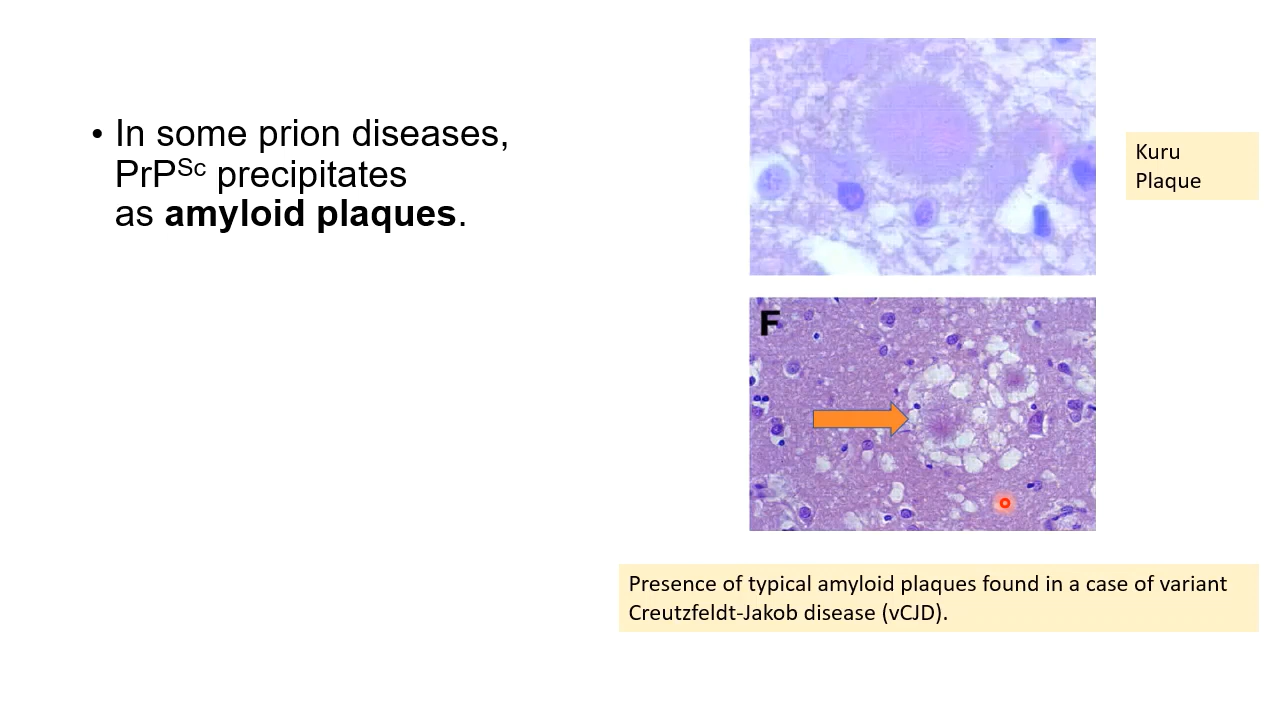 • In some prion diseases,
PrPSc precipitates
as amyloid plaques.
Kuru
Plaque
F
Presence of typical amyloid plaques found in a case of variant
Creutzfeldt-Jakob disease (vCJD).